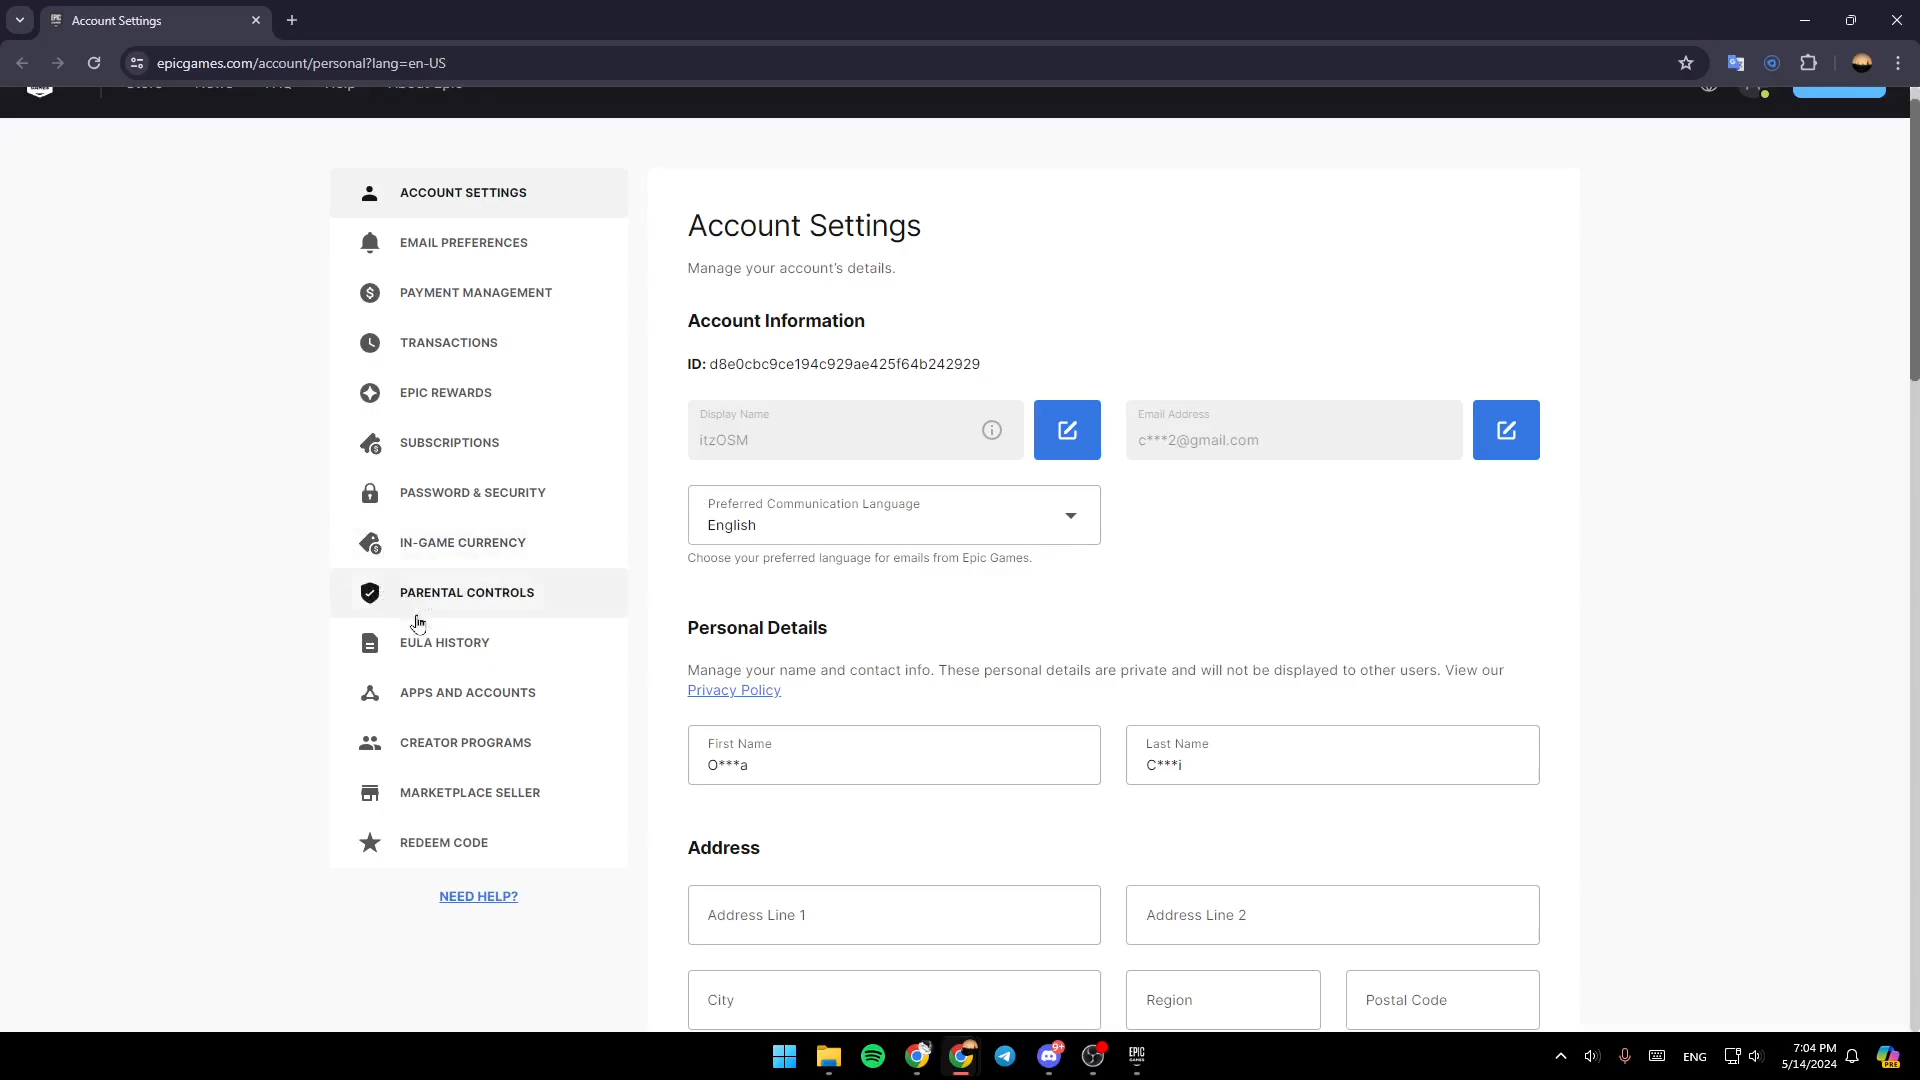 Account Settings
epicgames.com/account/personal?lang=en-US
ACCOUNT SETTINGS
EMAIL PREFERENCES
PAYMENT MANAGEMENT
TRANSACTIONS
EPIC REWARDS
SUBSCRIPTIONS
PASSWORD & SECURITY
IN-GAME CURRENCY
PARENTAL CONTROLS
EULA HISTORY
APPS AND ACCOUNTS
CREATOR PROGRAMS
MARKETPLACE SELLER
REDEEM CODE
NEED HELP?
Account Settings
Manage your account's details.
Account Information
ID: d8e0cbc9ce194c929ae425f64b242929
Display Name
itzOSM
Email Address
c***2@gmail.com
Preferred Communication Language
English
Choose your preferred language for emails from Epic Games.
Personal Details
Manage your name and contact info. These personal details are private and will not be displayed to other users. View our
Privacy Policy
First Name
O***a
Last Name
C***i
Address
Address Line 1
Address Line 2
City
Region
Postal Code
9+
EPIC
ENG
7:04 PM
5/14/2024
PRE